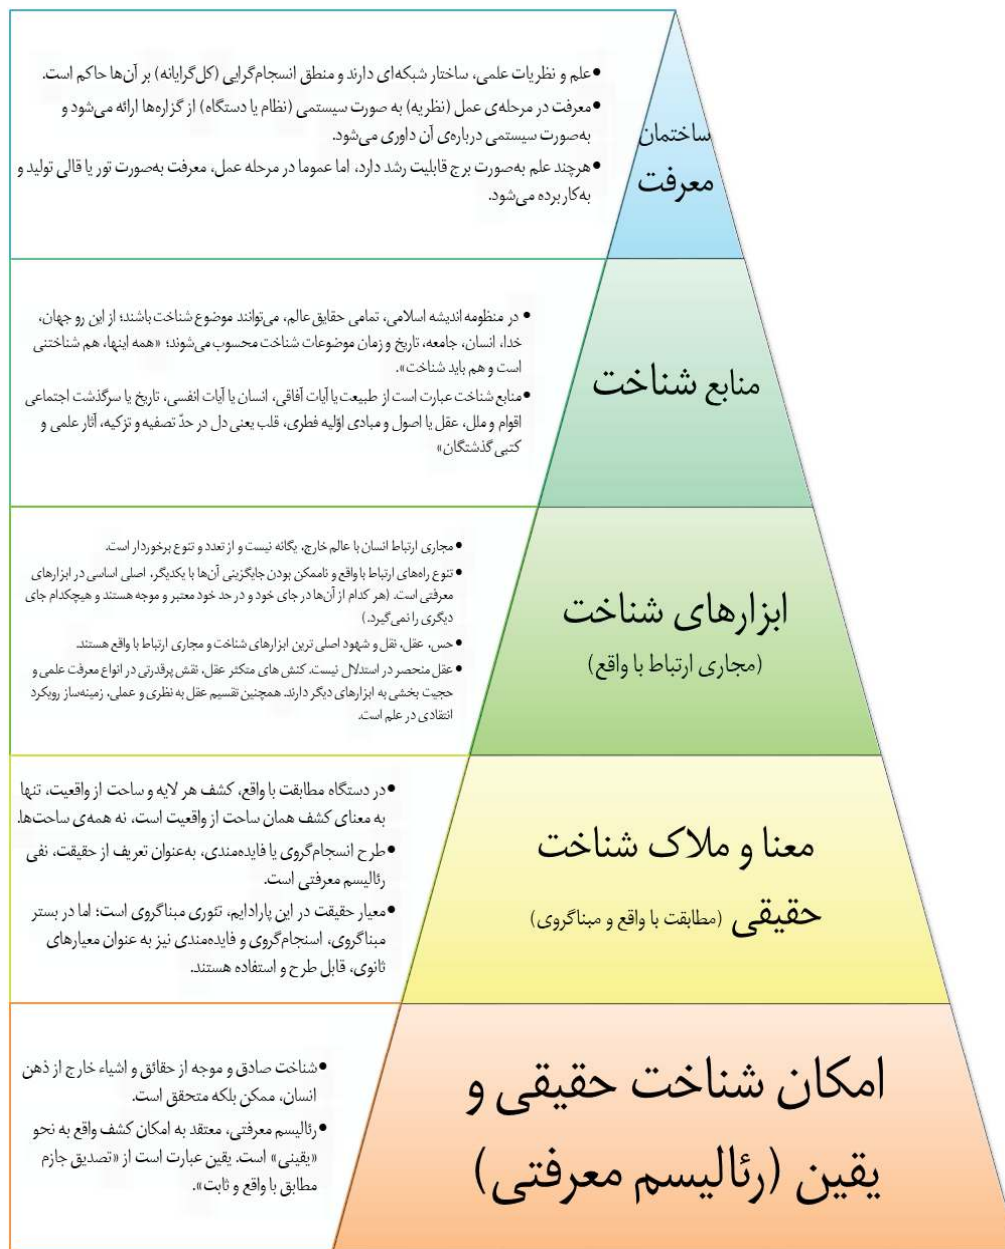 ساختمان
معرفت
●علم و نظریات علمی، ساختار شبکه‌ای دارند و منطق انسجام‌گرایی (کل‌گرایانه) بر آن‌ها حاکم است.
●معرفت در مرحله‌ی عمل (نظریه) به صورت سیستمی (نظام یا دستگاه) از گزاره‌ها ارائه می‌شود و
به‌صورت سیستمی درباره‌ی آن داوری می‌شود.
●هرچند علم به‌صورت برج قابلیت رشد دارد، اما عموما در مرحله عمل، معرفت به‌صورت تور یا قالی تولید و
به‌کار برده می‌شود.
منابع شناخت
● در منظومه اندیشه اسلامی، تمامی حقایق عالم، می‌توانند موضوع شناخت باشند؛ از این رو جهان،
خدا، انسان، جامعه، تاریخ و زمان موضوعات شناخت محسوب می‌شوند؛ «همه اینها، هم شناختنی
است و هم باید شناخت».
●منابع شناخت عبارت است از طبیعت یا آیات آفاقی، انسان یا آیات انفسی، تاریخ یا سرگذشت اجتماعی
اقوام و ملل، عقل یا اصول و مبادی اوّلیه فطری، قلب یعنی دل در حدّ تصفیه و تزکیه، آثار علمی و
کتبی گذشتگان»
ابزارهای شناخت
(مجاری ارتباط با واقع)
● مجاری ارتباط انسان با عالم خارج، یگانه نیست و از تعدد و تنوع برخوردار است.
● تنوع راه‌های ارتباط با واقع و ناممکن بودن جایگزینی آن‌ها با یکدیگر، اصلی اساسی در ابزارهای
معرفتی است. (هر کدام از آن‌ها در جای خود و در حد خود معتبر و موجه هستند و هیچکدام جای
دیگری را نمی‌گیرد.)
● حس، عقل، نقل و شهود اصلی ترین ابزارهای شناخت و مجاری ارتباط با واقع هستند.
● عقل منحصر در استدلال نیست. کنش های متکثر عقل، نقش پرقدرتی در انواع معرفت علمی و
حجیت بخشی به ابزارهای دیگر دارند. همچنین تقسیم عقل به نظری و عملی، زمینه‌ساز رویکرد
انتقادی در علم است.
معنا و ملاک شناخت
حقیقی (مطابقت با واقع و مبناگروی)
●در دستگاه مطابقت با واقع، کشف هر لایه و ساحت از واقعیت، تنها
به معنای کشف همان ساحت از واقعیت است، نه همه‌ی ساحت‌ها.
●طرح انسجام‌گروی یا فایده‌مندی، به‌عنوان تعریف از حقیقت، نفی
رئالیسم معرفتی است.
●معیار حقیقت در این پارادایم، تئوری مبناگروی است؛ اما در بستر
مبناگروی، اسنجام‌گروی و فایده‌مندی نیز به عنوان معیارهای
ثانوی، قابل طرح و استفاده هستند.
امکان شناخت حقیقی و
یقین (رئالیسم معرفتی)
●شناخت صادق و موجه از حقائق و اشیاء خارج از ذهن
انسان، ممکن بلکه متحقق است.
●رئالیسم معرفتی، معتقد به امکان کشف واقع به نحو
«یقینی» است. یقین عبارت است از «تصدیق جازم
مطابق با واقع و ثابت».